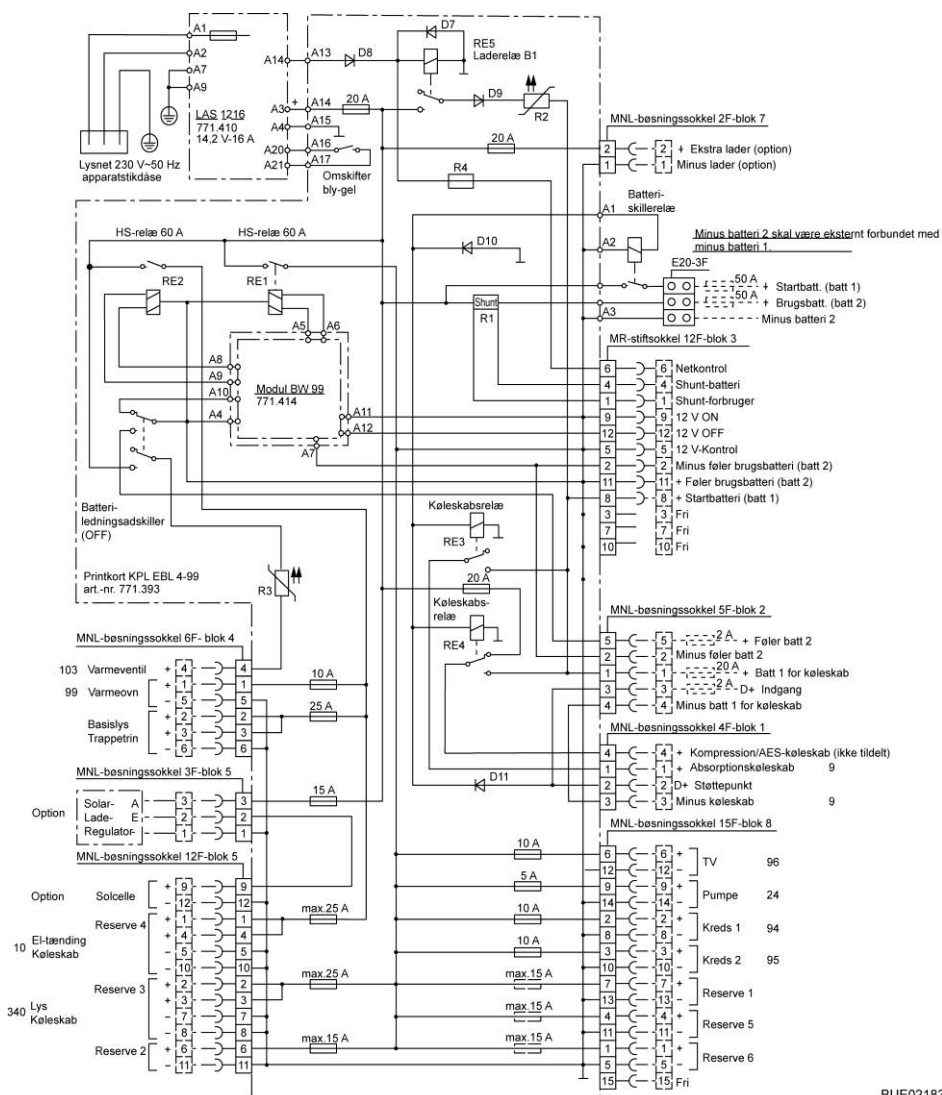 A1
A2
A7
A9
A14
A3 +
A4
A20
A21
LAS 1216
771.410
14,2 V-16 A
Lysnet 230 V~50 Hz
apparatstikdåse
A13
D8
D7
RE5
Laderelæ B1
D9
R2
A14
20 A
A15
A16
A17
Omskifter
bly-gel
20 A
R4
MNL-bøsningssokkel 2F-blok 7
2 2 + Ekstra lader (option)
1 1 Minus lader (option)
Batteri-
skillerelæ
A1
A2
A3
Minus batteri 2 skal være eksternt forbundet med
minus batteri 1.
E20-3F
50 A + Startbatt. (batt 1)
50 A + Brugsbatt. (batt 2)
Minus batteri 2
HS-relæ 60 A
HS-relæ 60 A
RE2
RE1
D10
Shunt
R1
A5
A6
A8
A9
A10
A4
Modul BW 99
771.414
A11
A12
A7
Batteri-
ledningsadskiller
(OFF)
Printkort KPL EBL 4-99
art.-nr. 771.393
R3
MR-stiftsokkel 12F-blok 3
6 6 Netkontrol
4 4 Shunt-batteri
1 1 Shunt-forbruger
9 9 12 V ON
12 12 12 V OFF
5 5 12 V-Kontrol
2 2 Minus føler brugsbatteri (batt 2)
11 11 + Føler brugsbatteri (batt 2)
8 8 + Startbatteri (batt 1)
3 3 Fri
7 7 Fri
10 10 Fri
Køleskabsrelæ
RE3
20 A
Køleskabs-
relæ
RE4
D11
MNL-bøsningssokkel 5F-blok 2
5 5 2 A + Føler batt 2
2 2 Minus føler batt 2
1 1 20 A + Batt 1 for køleskab
3 3 2 A D+ Indgang
4 4 Minus batt 1 for køleskab
MNL-bøsningssokkel 4F-blok 1
4 4 + Kompression/AES-køleskab (ikke tildelt)
1 1 + Absorptionskøleskab 9
2 2 D+ Støttepunkt
3 3 Minus køleskab 9
MNL-bøsningssokkel 6F- blok 4
103 Varmeventil + 4 4
99 Varmeovn + 1 1 10 A
– 5 5
Basislys + 2 2 25 A
Trappetrin + 3 3
– 6 6
MNL-bøsningssokkel 3F-blok 5
Option
Solar- A 3 3 15 A
Lade- E 2 2
Regulator- 1 1
MNL-bøsningssokkel 12F-blok 5
Option Solcelle + 9 9
– 12 12
Reserve 4 + 1 1 max.25 A
+ 4 4
10 El-tænding
Køleskab
– 5 5
– 10 10
Reserve 3 + 2 2 max.25 A
+ 3 3
340 Lys
Køleskab
– 7 7
– 8 8
Reserve 2 + 6 6 max.15 A
– 11 11
MNL-bøsningssokkel 15F-blok 8
10 A 6 6 + TV 96
12 12 –
5 A 9 9 + Pumpe 24
14 14 –
10 A 2 2 + Kreds 1 94
8 8 –
10 A 3 3 + Kreds 2 95
10 10 –
max.15 A 7 7 + Reserve 1
13 13 –
max.15 A 4 4 + Reserve 5
11 11 –
max.15 A 1 1 + Reserve 6
5 5 –
15 15 Fri